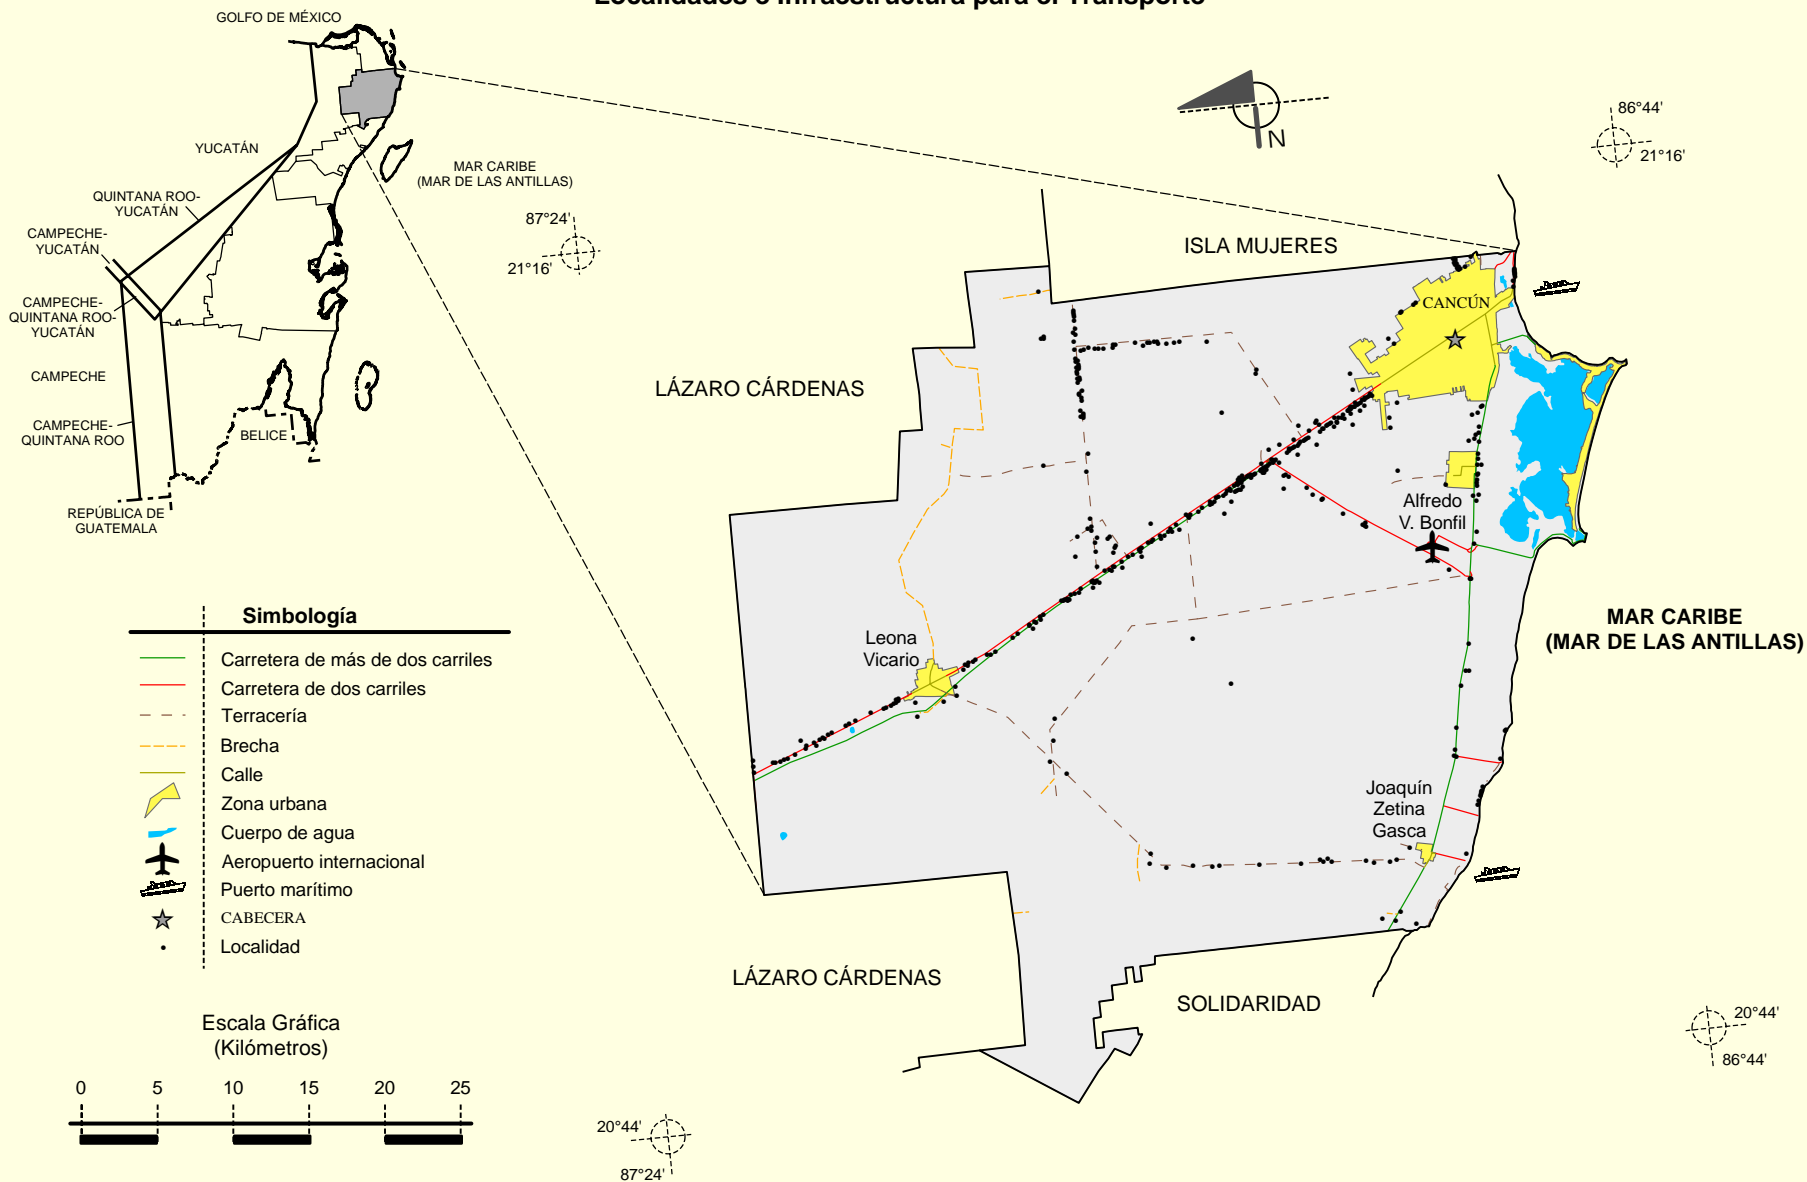 Localidades e Infraestructura para el Transporte
GOLFO DE MÉXICO
YUCATÁN
MAR CARIBE
(MAR DE LAS ANTILLAS)
QUINTANA ROO-
YUCATÁN
CAMPECHE-
YUCATÁN
CAMPECHE-
QUINTANA ROO-
YUCATÁN
CAMPECHE
CAMPECHE-
QUINTANA ROO
BELICE
REPÚBLICA DE
GUATEMALA
N
86°44'
21°16'
87°24'
21°16'
ISLA MUJERES
CANCÚN
LÁZARO CÁRDENAS
Alfredo
V. Bonfil
Leona
Vicario
MAR CARIBE
(MAR DE LAS ANTILLAS)
Joaquín
Zetina
Gasca
LÁZARO CÁRDENAS
SOLIDARIDAD
20°44'
86°44'
20°44'
87°24'
Simbología
Carretera de más de dos carriles
Carretera de dos carriles
Terracería
Brecha
Calle
Zona urbana
Cuerpo de agua
Aeropuerto internacional
Puerto marítimo
CABECERA
Localidad
Escala Gráfica
(Kilómetros)
0 5 10 15 20 25